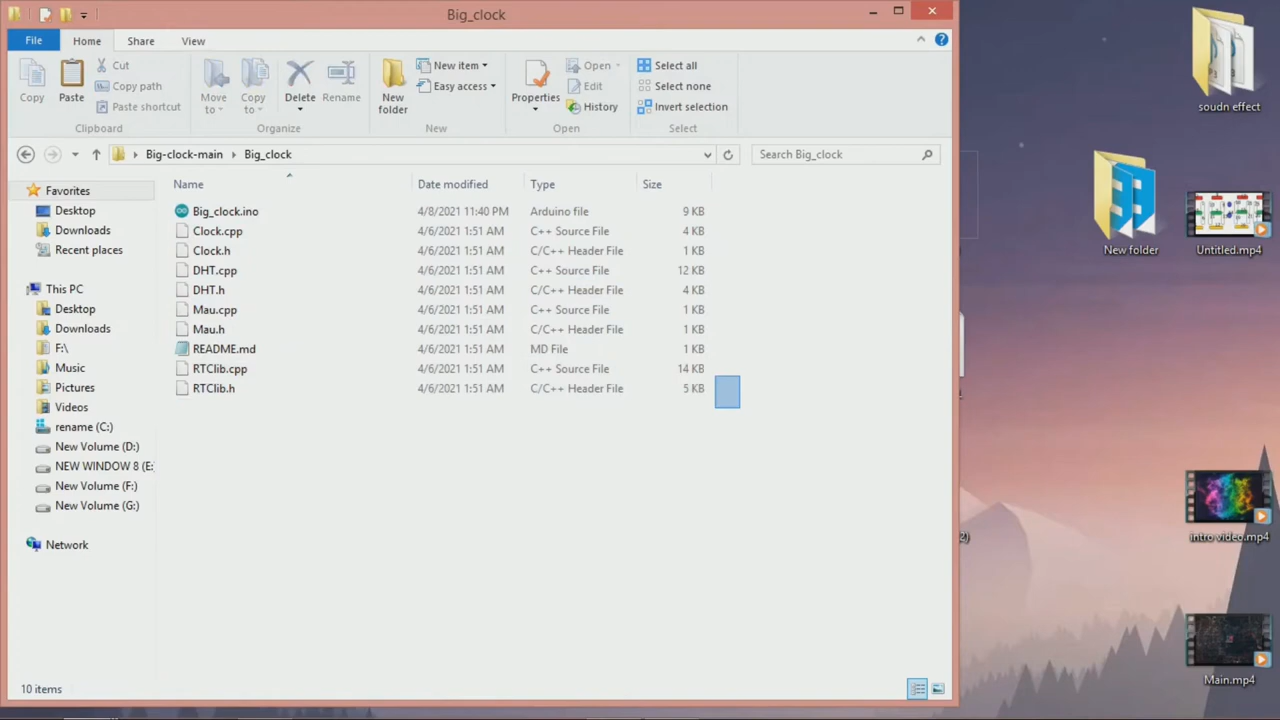 Big_clock
File Home Share View
Copy Paste Cut Copy path Paste shortcut Clipboard
Move to Copy to Delete Rename Organize
New folder New item Easy access New
Properties Open Edit History Open
Select all Select none Invert selection Select
Big-clock-main Big_clock Search Big_clock
Name Date modified Type Size
Big_clock.ino 4/8/2021 11:40 PM Arduino file 9 KB
Clock.cpp 4/6/2021 1:51 AM C++ Source File 4 KB
Clock.h 4/6/2021 1:51 AM C/C++ Header File 1 KB
DHT.cpp 4/6/2021 1:51 AM C++ Source File 12 KB
DHT.h 4/6/2021 1:51 AM C/C++ Header File 4 KB
Mau.cpp 4/6/2021 1:51 AM C++ Source File 1 KB
Mau.h 4/6/2021 1:51 AM C/C++ Header File 1 KB
README.md 4/6/2021 1:51 AM MD File 1 KB
RTClib.cpp 4/6/2021 1:51 AM C++ Source File 14 KB
RTClib.h 4/6/2021 1:51 AM C/C++ Header File 5 KB
Favorites
Desktop
Downloads
Recent places
This PC
Desktop
Downloads
F:\
Music
Pictures
Videos
rename (C:)
New Volume (D:)
NEW WINDOW 8 (E:
New Volume (F:)
New Volume (G:)
Network
10 items
soudn effect
New folder
Untitled.mp4
2)
intro video.mp4
Main.mp4